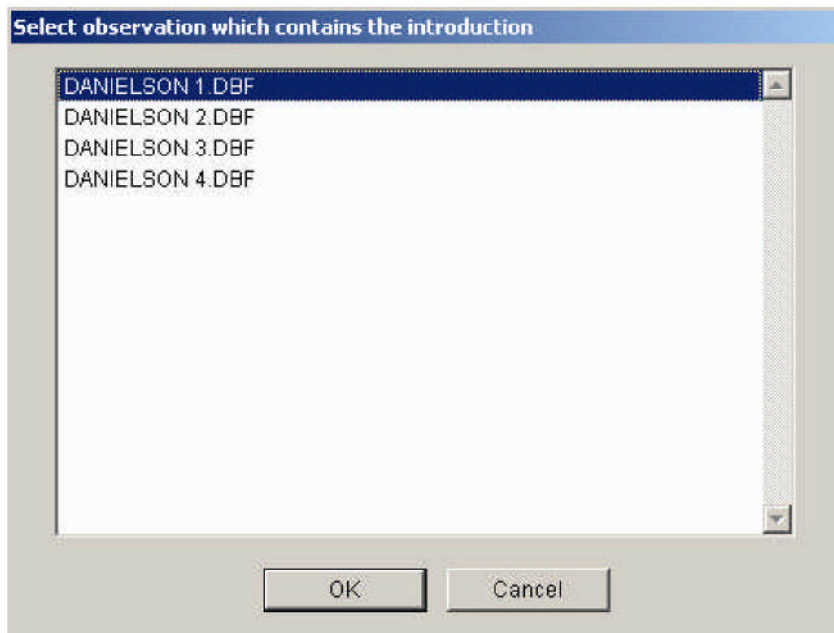 Select observation which contains the introduction
DANIELSON 1.DBF
DANIELSON 2.DBF
DANIELSON 3.DBF
DANIELSON 4.DBF
OK
Cancel